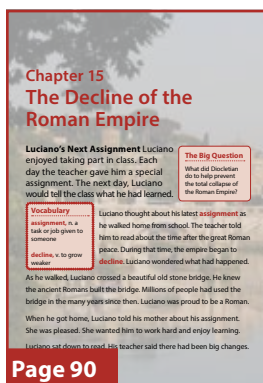 Chapter 15
The Decline of the
Roman Empire
Luciano's Next Assignment Luciano
enjoyed taking part in class. Each
day the teacher gave him a special
assignment. The next day, Luciano
would tell the class what he had learned.
The Big Question
What did Diocletian
do to help prevent
the total collapse of
the Roman Empire?
Vocabulary
assignment, n. a
task or job given to
someone
decline, v. to grow
weaker
Luciano thought about his latest assignment as
he walked home from school. The teacher told
him to read about the time after the great Roman
peace. During that time, the empire began to
decline. Luciano wondered what had happened.
As he walked, Luciano crossed a beautiful old stone bridge. He knew
the ancient Romans built the bridge. Millions of people had used the
bridge in the many years since then. Luciano was proud to be a Roman.
When he got home, Luciano told his mother about his assignment.
She was pleased. She wanted him to work hard and enjoy learning.
Luciano sat down to read. His teacher said there had been big changes.
Page 90